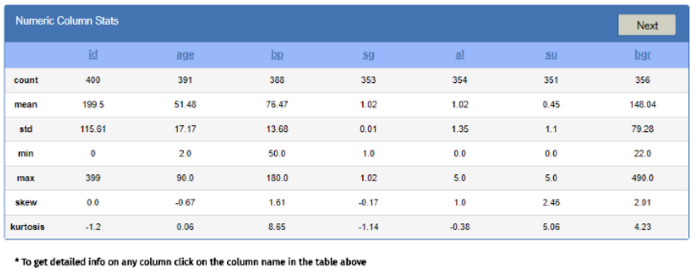 Numeric Column Stats Next
id age bp sg al su bgr
count 400 391 388 353 354 351 356
mean 199.5 51.48 76.47 1.02 1.02 0.45 148.04
std 115.61 17.17 13.68 0.01 1.35 1.1 79.28
min 0 2.0 50.0 1.0 0.0 0.0 22.0
max 399 90.0 180.0 1.02 5.0 5.0 490.0
skew 0.0 -0.67 1.61 -0.17 1.0 2.46 2.01
kurtosis -1.2 0.06 8.65 -1.14 -0.38 5.06 4.23
* To get detailed info on any column click on the column name in the table above